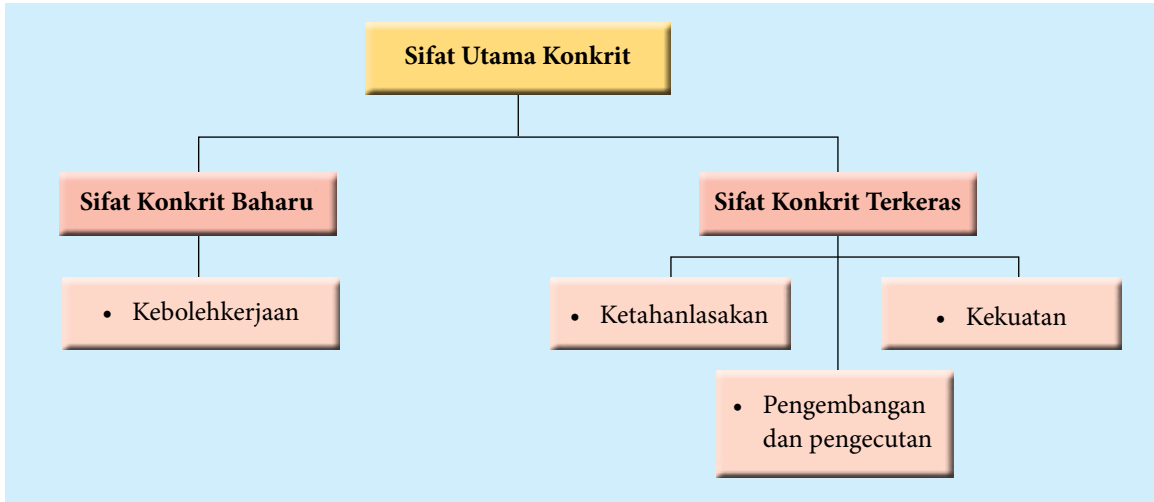 Sifat Utama Konkrit
Sifat Konkrit Baharu
Sifat Konkrit Terkeras
• Kebolehkerjaan
• Ketahanlasakan
• Kekuatan
• Pengembangan
dan pengecutan